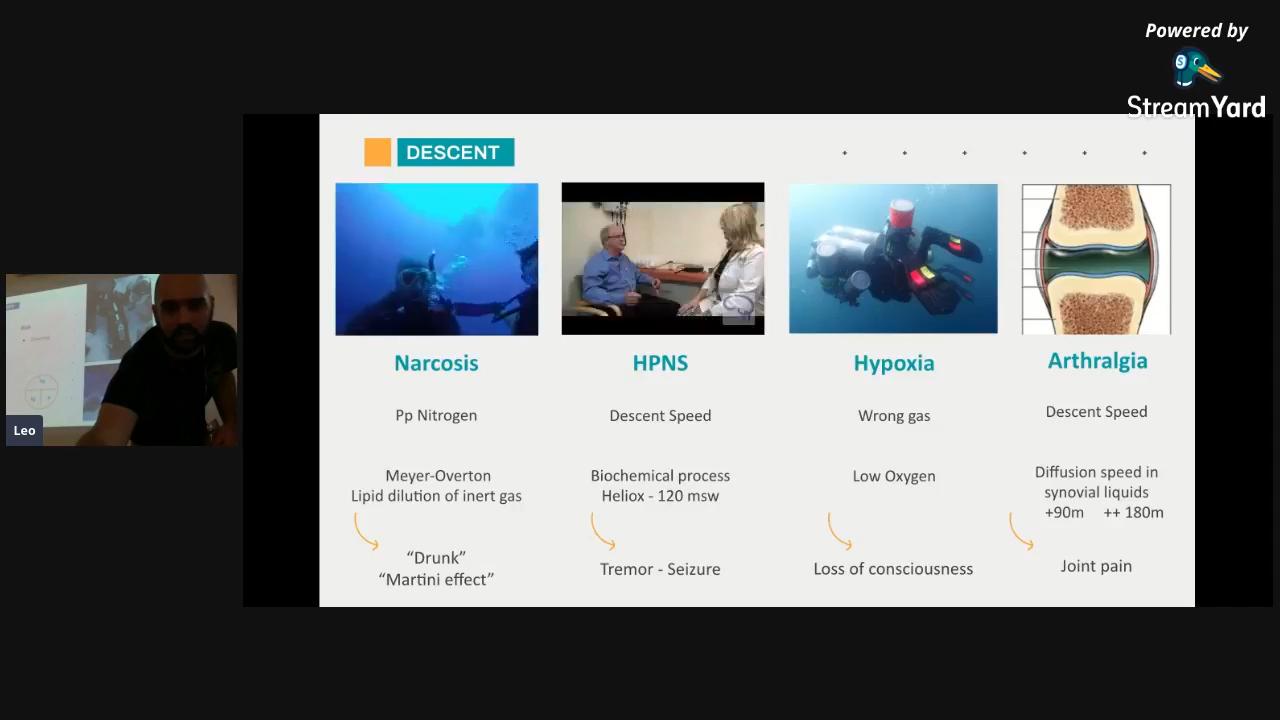 Powered by
StreamYard
DESCENT
Narcosis
Pp Nitrogen
Meyer-Overton
Lipid dilution of inert gas
“Drunk”
“Martini effect”
HPNS
Descent Speed
Biochemical process
Heliox - 120 msw
Tremor - Seizure
Hypoxia
Wrong gas
Low Oxygen
Loss of consciousness
Arthralgia
Descent Speed
Diffusion speed in
synovial liquids
+90m ++ 180m
Joint pain
Leo